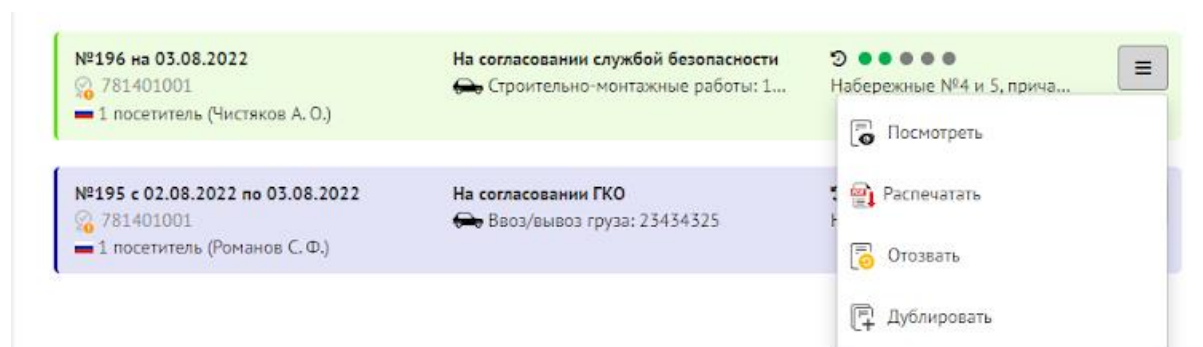 №196 на 03.08.2022
781401001
1 посетитель (Чистяков А. О.)
На согласовании службой безопасности
Строительно-монтажные работы: 1...
Набережные №4 и 5, прича...
№195 с 02.08.2022 по 03.08.2022
781401001
1 посетитель (Романов С. Ф.)
На согласовании ГКО
Ввоз/вывоз груза: 23434325
Посмотреть
Распечатать
Отозвать
Дублировать